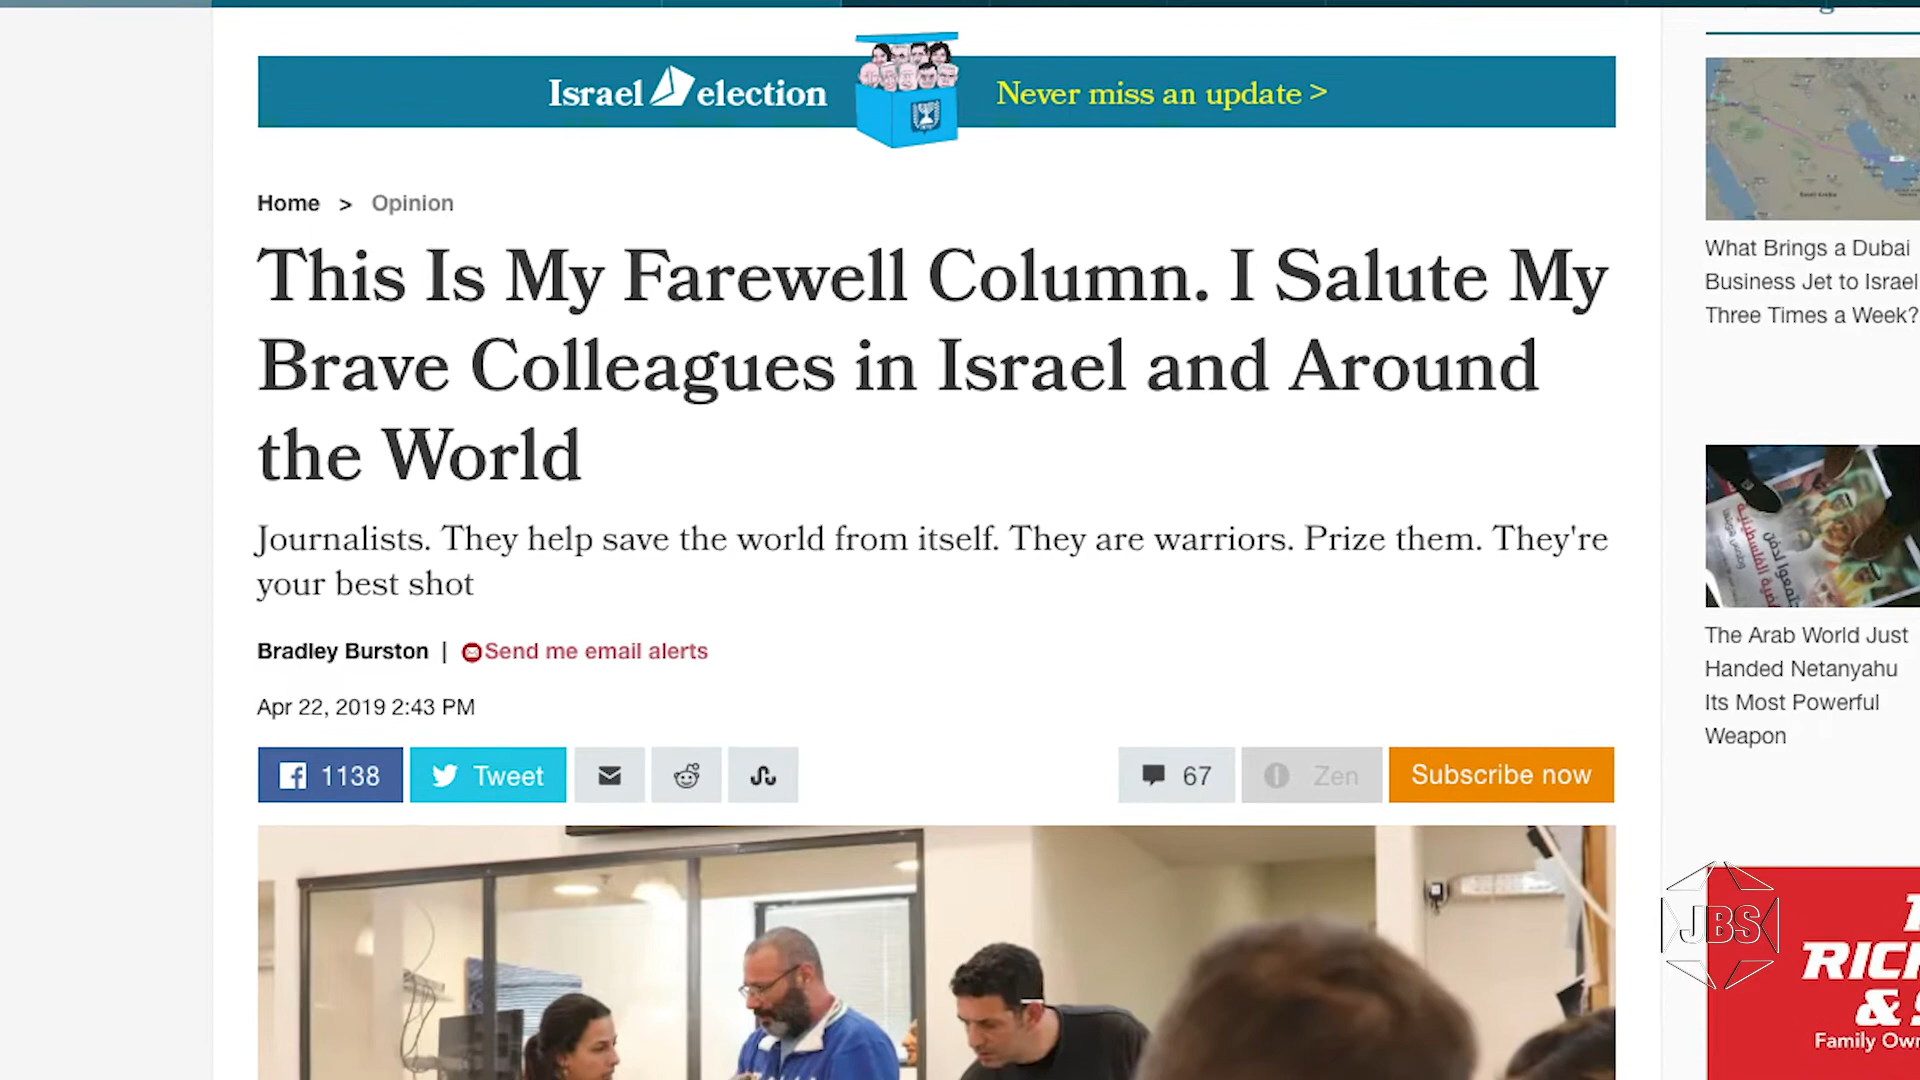 Israel election
Never miss an update >
Home > Opinion
This Is My Farewell Column. I Salute My
Brave Colleagues in Israel and Around
the World
Journalists. They help save the world from itself. They are warriors. Prize them. They're
your best shot
Bradley Burston | Send me email alerts
Apr 22, 2019 2:43 PM
1138
Tweet
67
Zen
Subscribe now
What Brings a Dubai
Business Jet to Israel
Three Times a Week?
The Arab World Just
Handed Netanyahu
Its Most Powerful
Weapon
JBS
RICK
&
Family